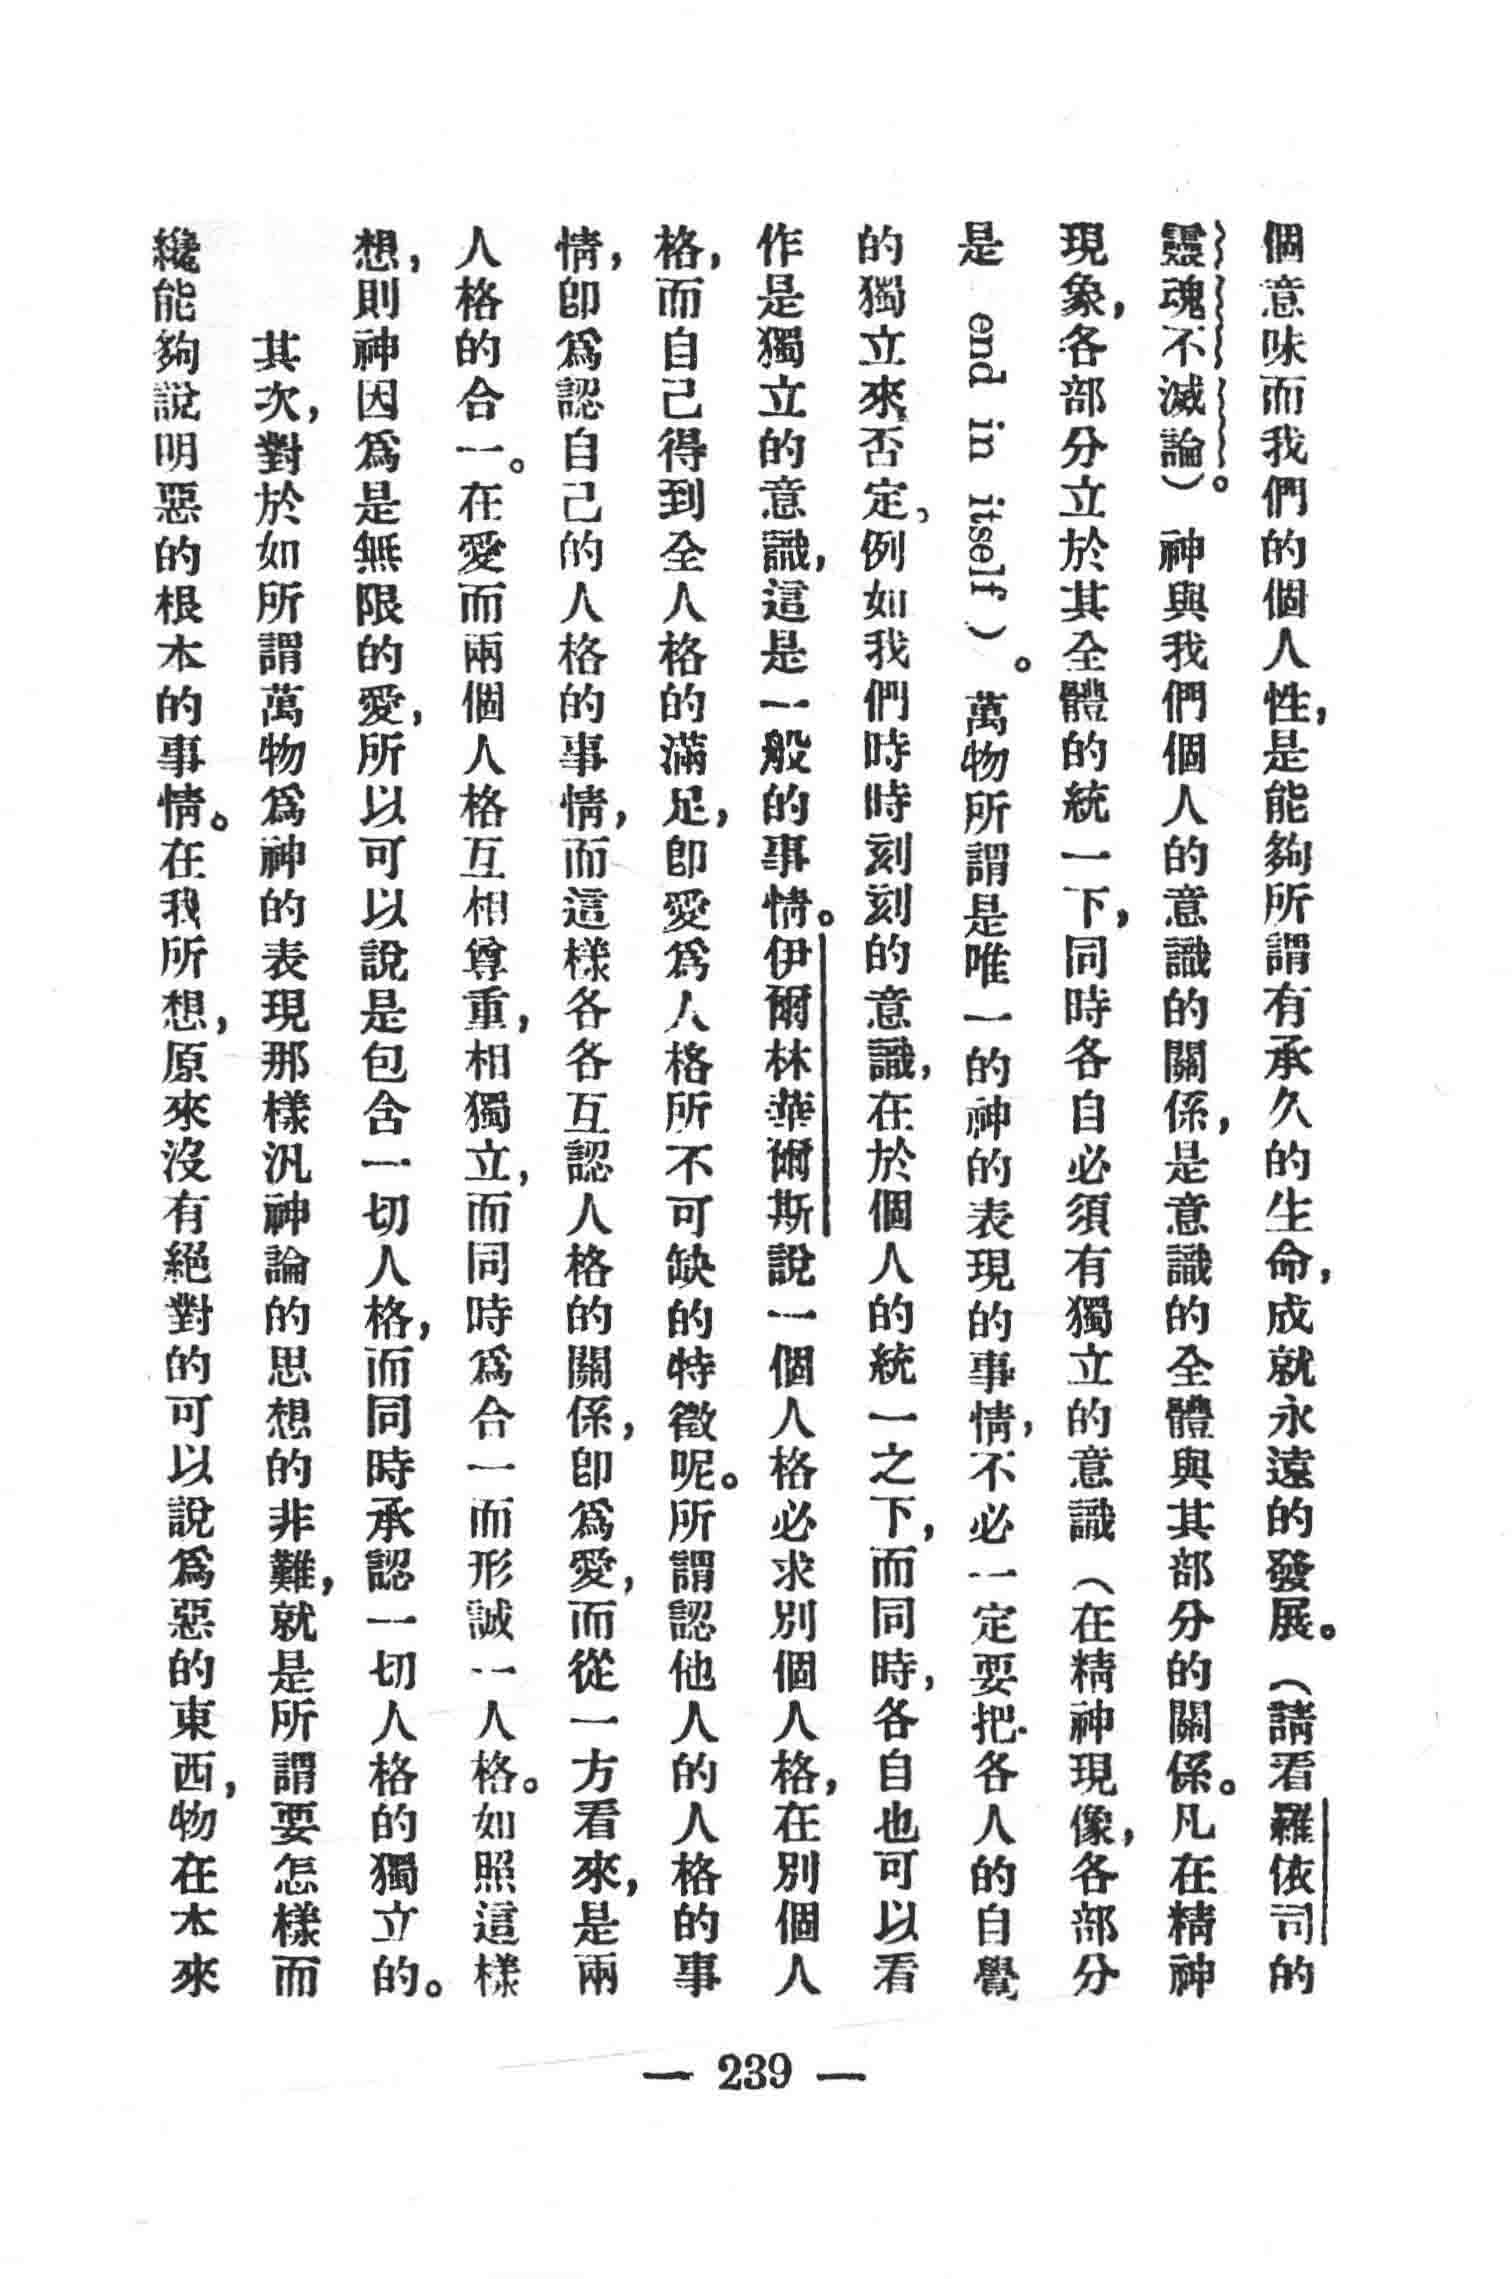 個意味而我們的個人性，是能夠所謂有承久的生命，成就永遠的發展。（請看羅依司的
靈魂不滅論）。神與我們個人的意識的關係，是意識的全體與其部分的關係。凡在精神
現象，各部分立於其全體的統一下，同時各自必須有獨立的意識（在精神現像，各部分
是 end in itself）。萬物所謂是唯一的神的表現的事情，不必一定要把各人的自覺
的獨立來否定，例如我們時時刻刻的意識，在於個人的統一之下，而同時，各自也可以看
作是獨立的意識，這是一般的事情。伊爾林華爾斯說一個人格必求別個人格，在別個人
格，而自己得到全人格的滿足，卽愛爲人格所不可缺的特徵呢。所謂認他人的人格的事
情，卽爲認自己的人格的事情，而這樣各各互認人格的關係，卽爲愛，而從一方看來，是兩
人格的合一。在愛而兩個人格互相尊重，相獨立，而同時爲合一而形誠一人格。如照這樣
想，則神因爲是無限的愛，所以可以說是包含一切人格，而同時承認一切人格的獨立的。
其次，對於如所謂萬物爲神的表現那樣汎神論的思想的非難，就是所謂要怎樣而
纔能夠說明惡的根本的事情。在我所想，原來沒有絕對的可以說爲惡的東西，物在本來
— 239 —